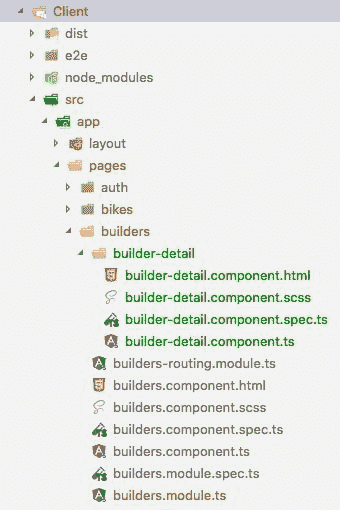 Client
dist
e2e
node_modules
src
app
layout
pages
auth
bikes
builders
builder-detail
builder-detail.component.html
builder-detail.component.scss
builder-detail.component.spec.ts
builder-detail.component.ts
builders-routing.module.ts
builders.component.html
builders.component.scss
builders.component.spec.ts
builders.component.ts
builders.module.spec.ts
builders.module.ts